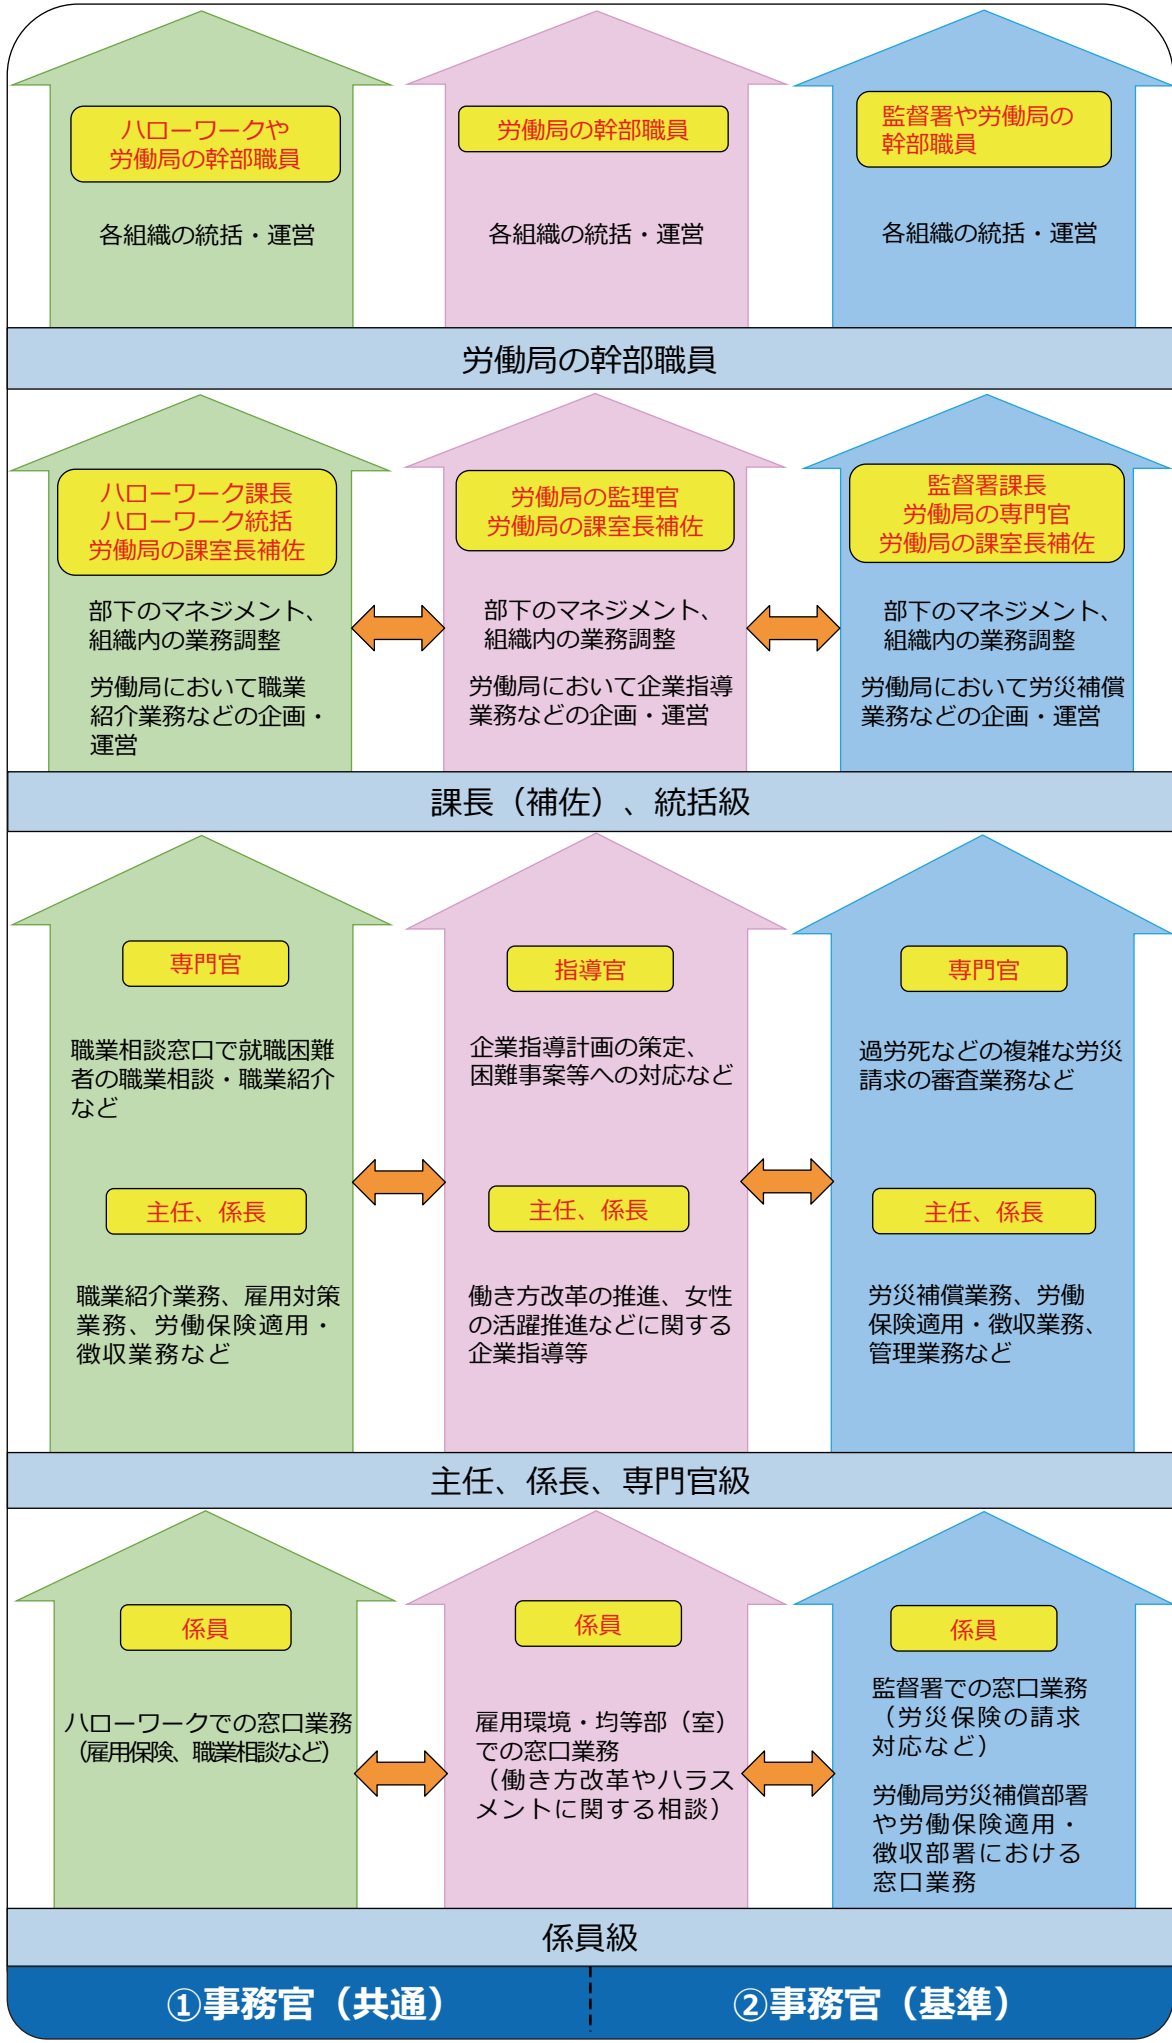 ハローワークや
労働局の幹部職員
各組織の統括・運営
労働局の幹部職員
各組織の統括・運営
監督署や労働局の
幹部職員
各組織の統括・運営
労働局の幹部職員
ハローワーク課長
ハローワーク統括
労働局の課室長補佐
部下のマネジメント、
組織内の業務調整
労働局において職業
紹介業務などの企画・
運営
労働局の監理官
労働局の課室長補佐
部下のマネジメント、
組織内の業務調整
労働局において企業指導
業務などの企画・運営
監督署課長
労働局の専門官
労働局の課室長補佐
部下のマネジメント、
組織内の業務調整
労働局において労災補償
業務などの企画・運営
課長（補佐）、統括級
専門官
職業相談窓口で就職困難
者の職業相談・職業紹介
など
主任、係長
職業紹介業務、雇用対策
業務、労働保険適用・
徴収業務など
指導官
企業指導計画の策定、
困難事案等への対応など
主任、係長
働き方改革の推進、女性
の活躍推進などに関する
企業指導等
専門官
過労死などの複雑な労災
請求の審査業務など
主任、係長
労災補償業務、労働
保険適用・徴収業務、
管理業務など
主任、係長、専門官級
係員
ハローワークでの窓口業務
（雇用保険、職業相談など）
係員
雇用環境・均等部（室）
での窓口業務
（働き方改革やハラス
メントに関する相談）
係員
監督署での窓口業務
（労災保険の請求
対応など）
労働局労災補償部署
や労働保険適用・
徴収部署における
窓口業務
係員級
①事務官（共通）
②事務官（基準）